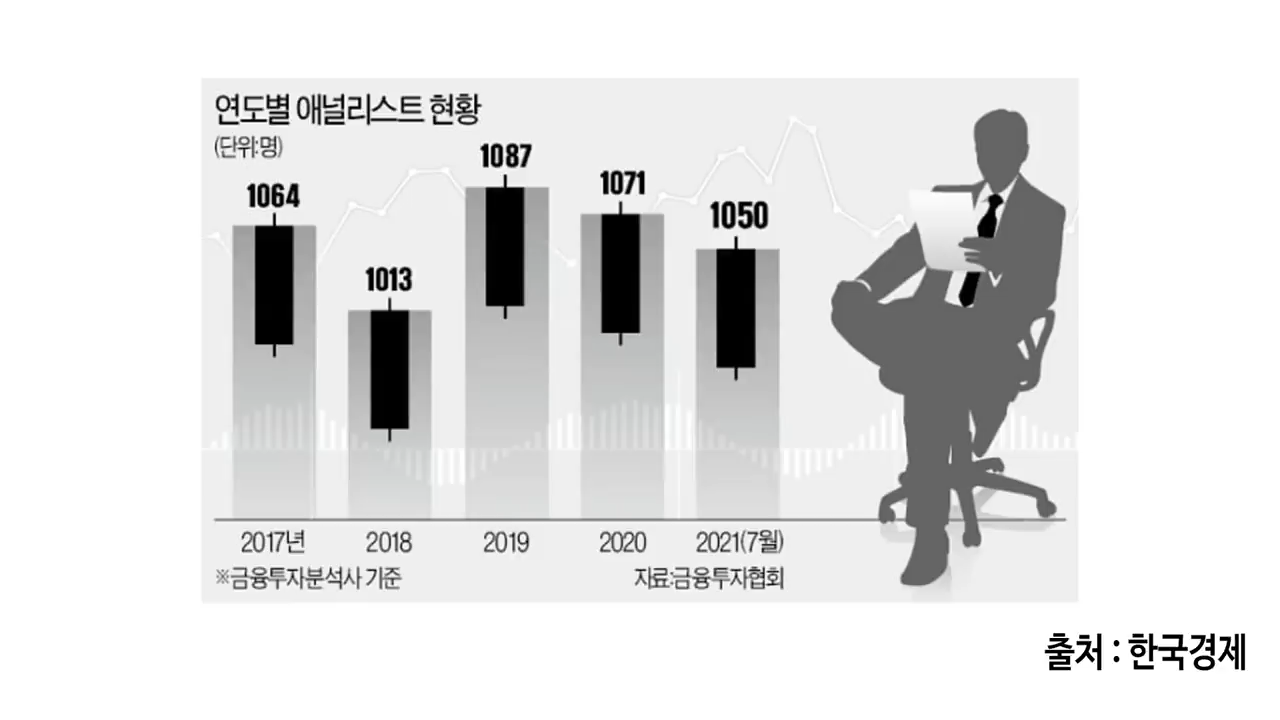 연도별 애널리스트 현황
(단위:명)
1064
1013
1087
1071
1050
2017년
2018
2019
2020
2021(7월)
※금융투자분석사 기준
자료:금융투자협회
출처 : 한국경제